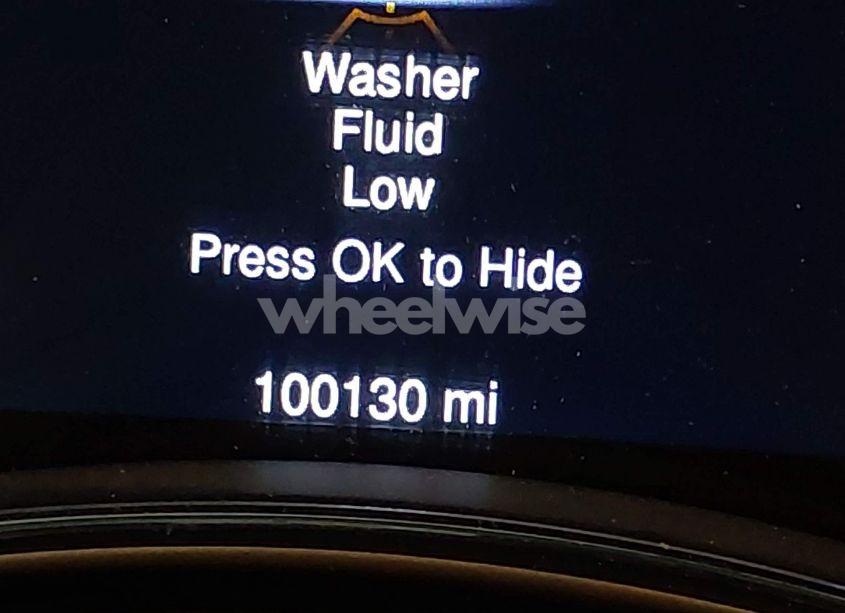 Washer
Fluid
Low
Press OK to Hide
wheelwise
100130 mi